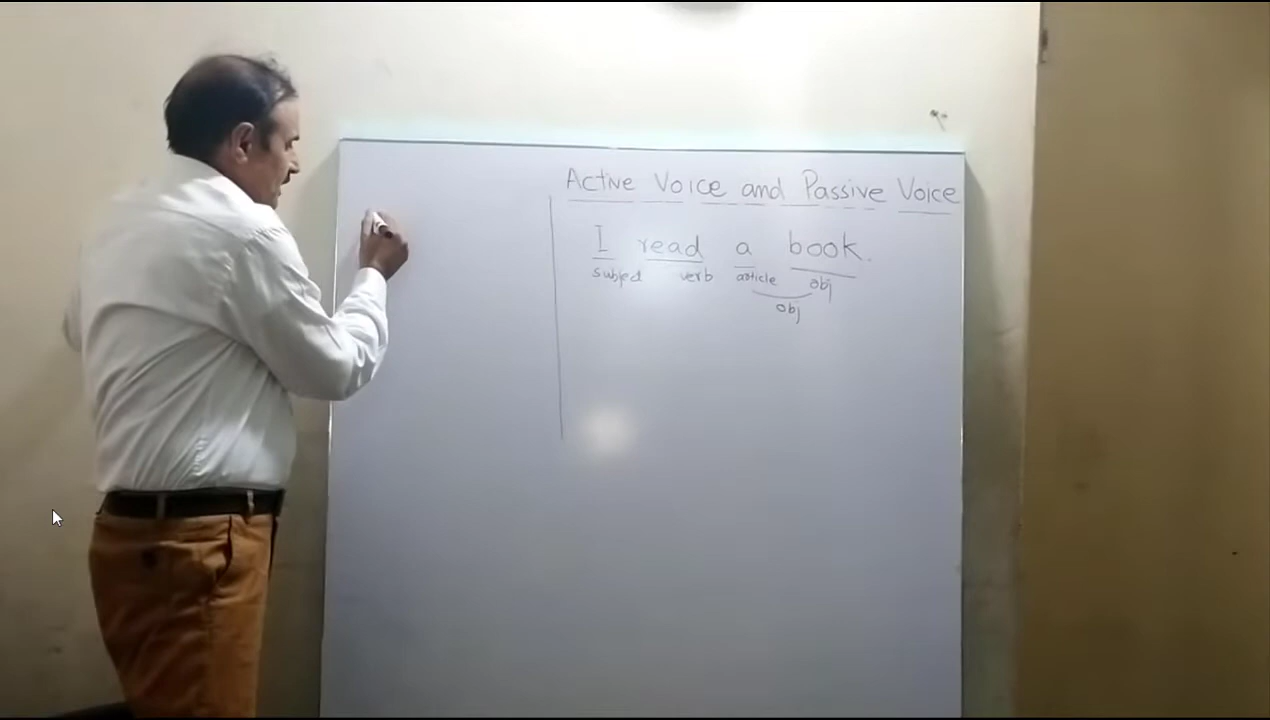 Active Voice and Passive Voice
I read a book.
subject verb article obj
obj